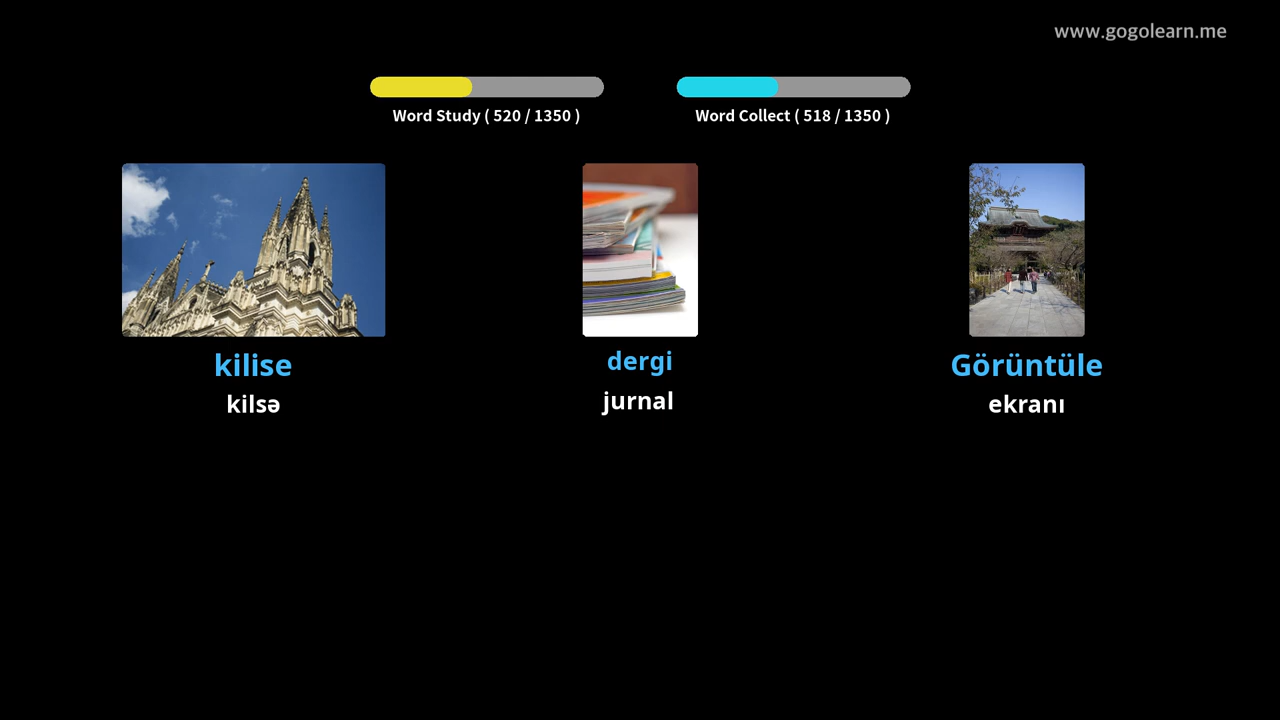 www.gogolearn.me
Word Study ( 520 / 1350 )
Word Collect ( 518 / 1350 )
kilise
kilsə
dergi
jurnal
Görüntüle
ekranı